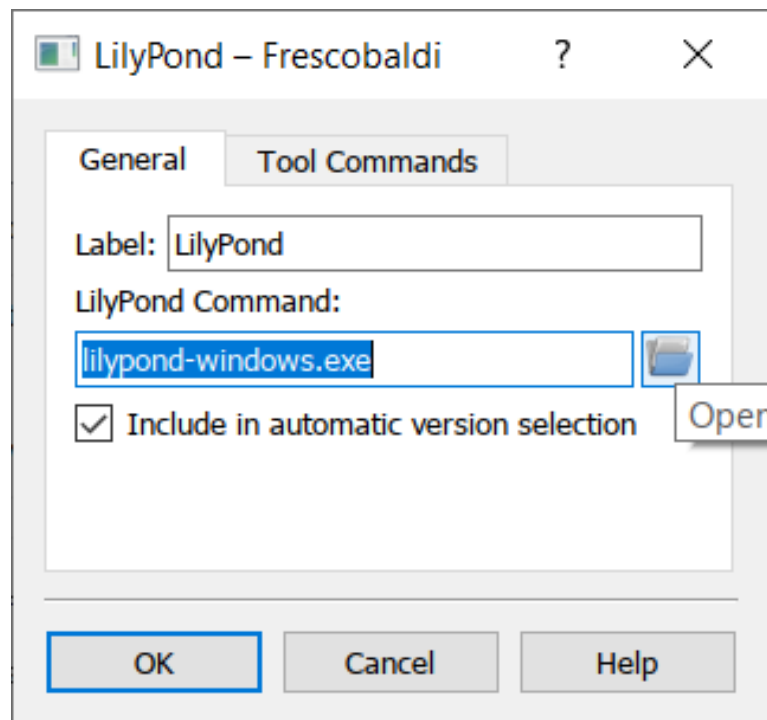 LilyPond – Frescobaldi ?
General Tool Commands
Label: LilyPond
LilyPond Command:
lilypond-windows.exe
Include in automatic version selection
Open
OK Cancel Help